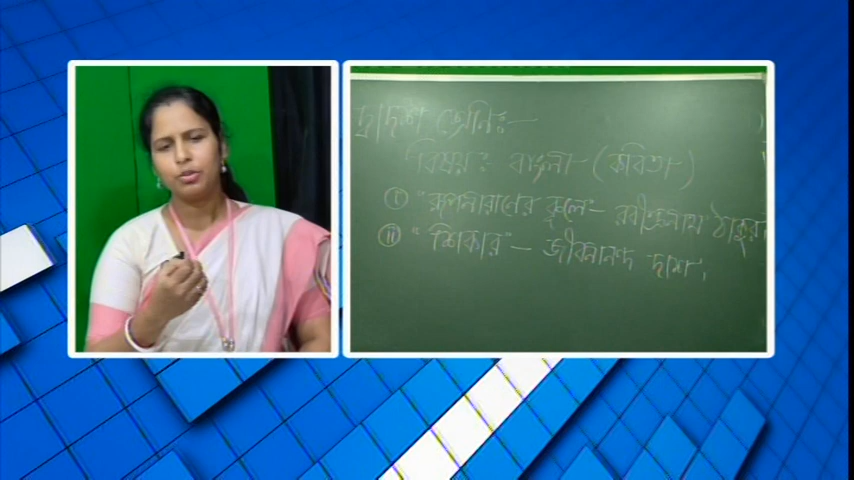 দ্বাদশ শ্রেনি:-
বিষয়ঃ বাংলা (কবিতা)
(i) "রূপনারাণের কূলে - রবীন্দ্রনাথ ঠাকুর।
(ii) "শিকার" - জীবনানন্দ দাশ,